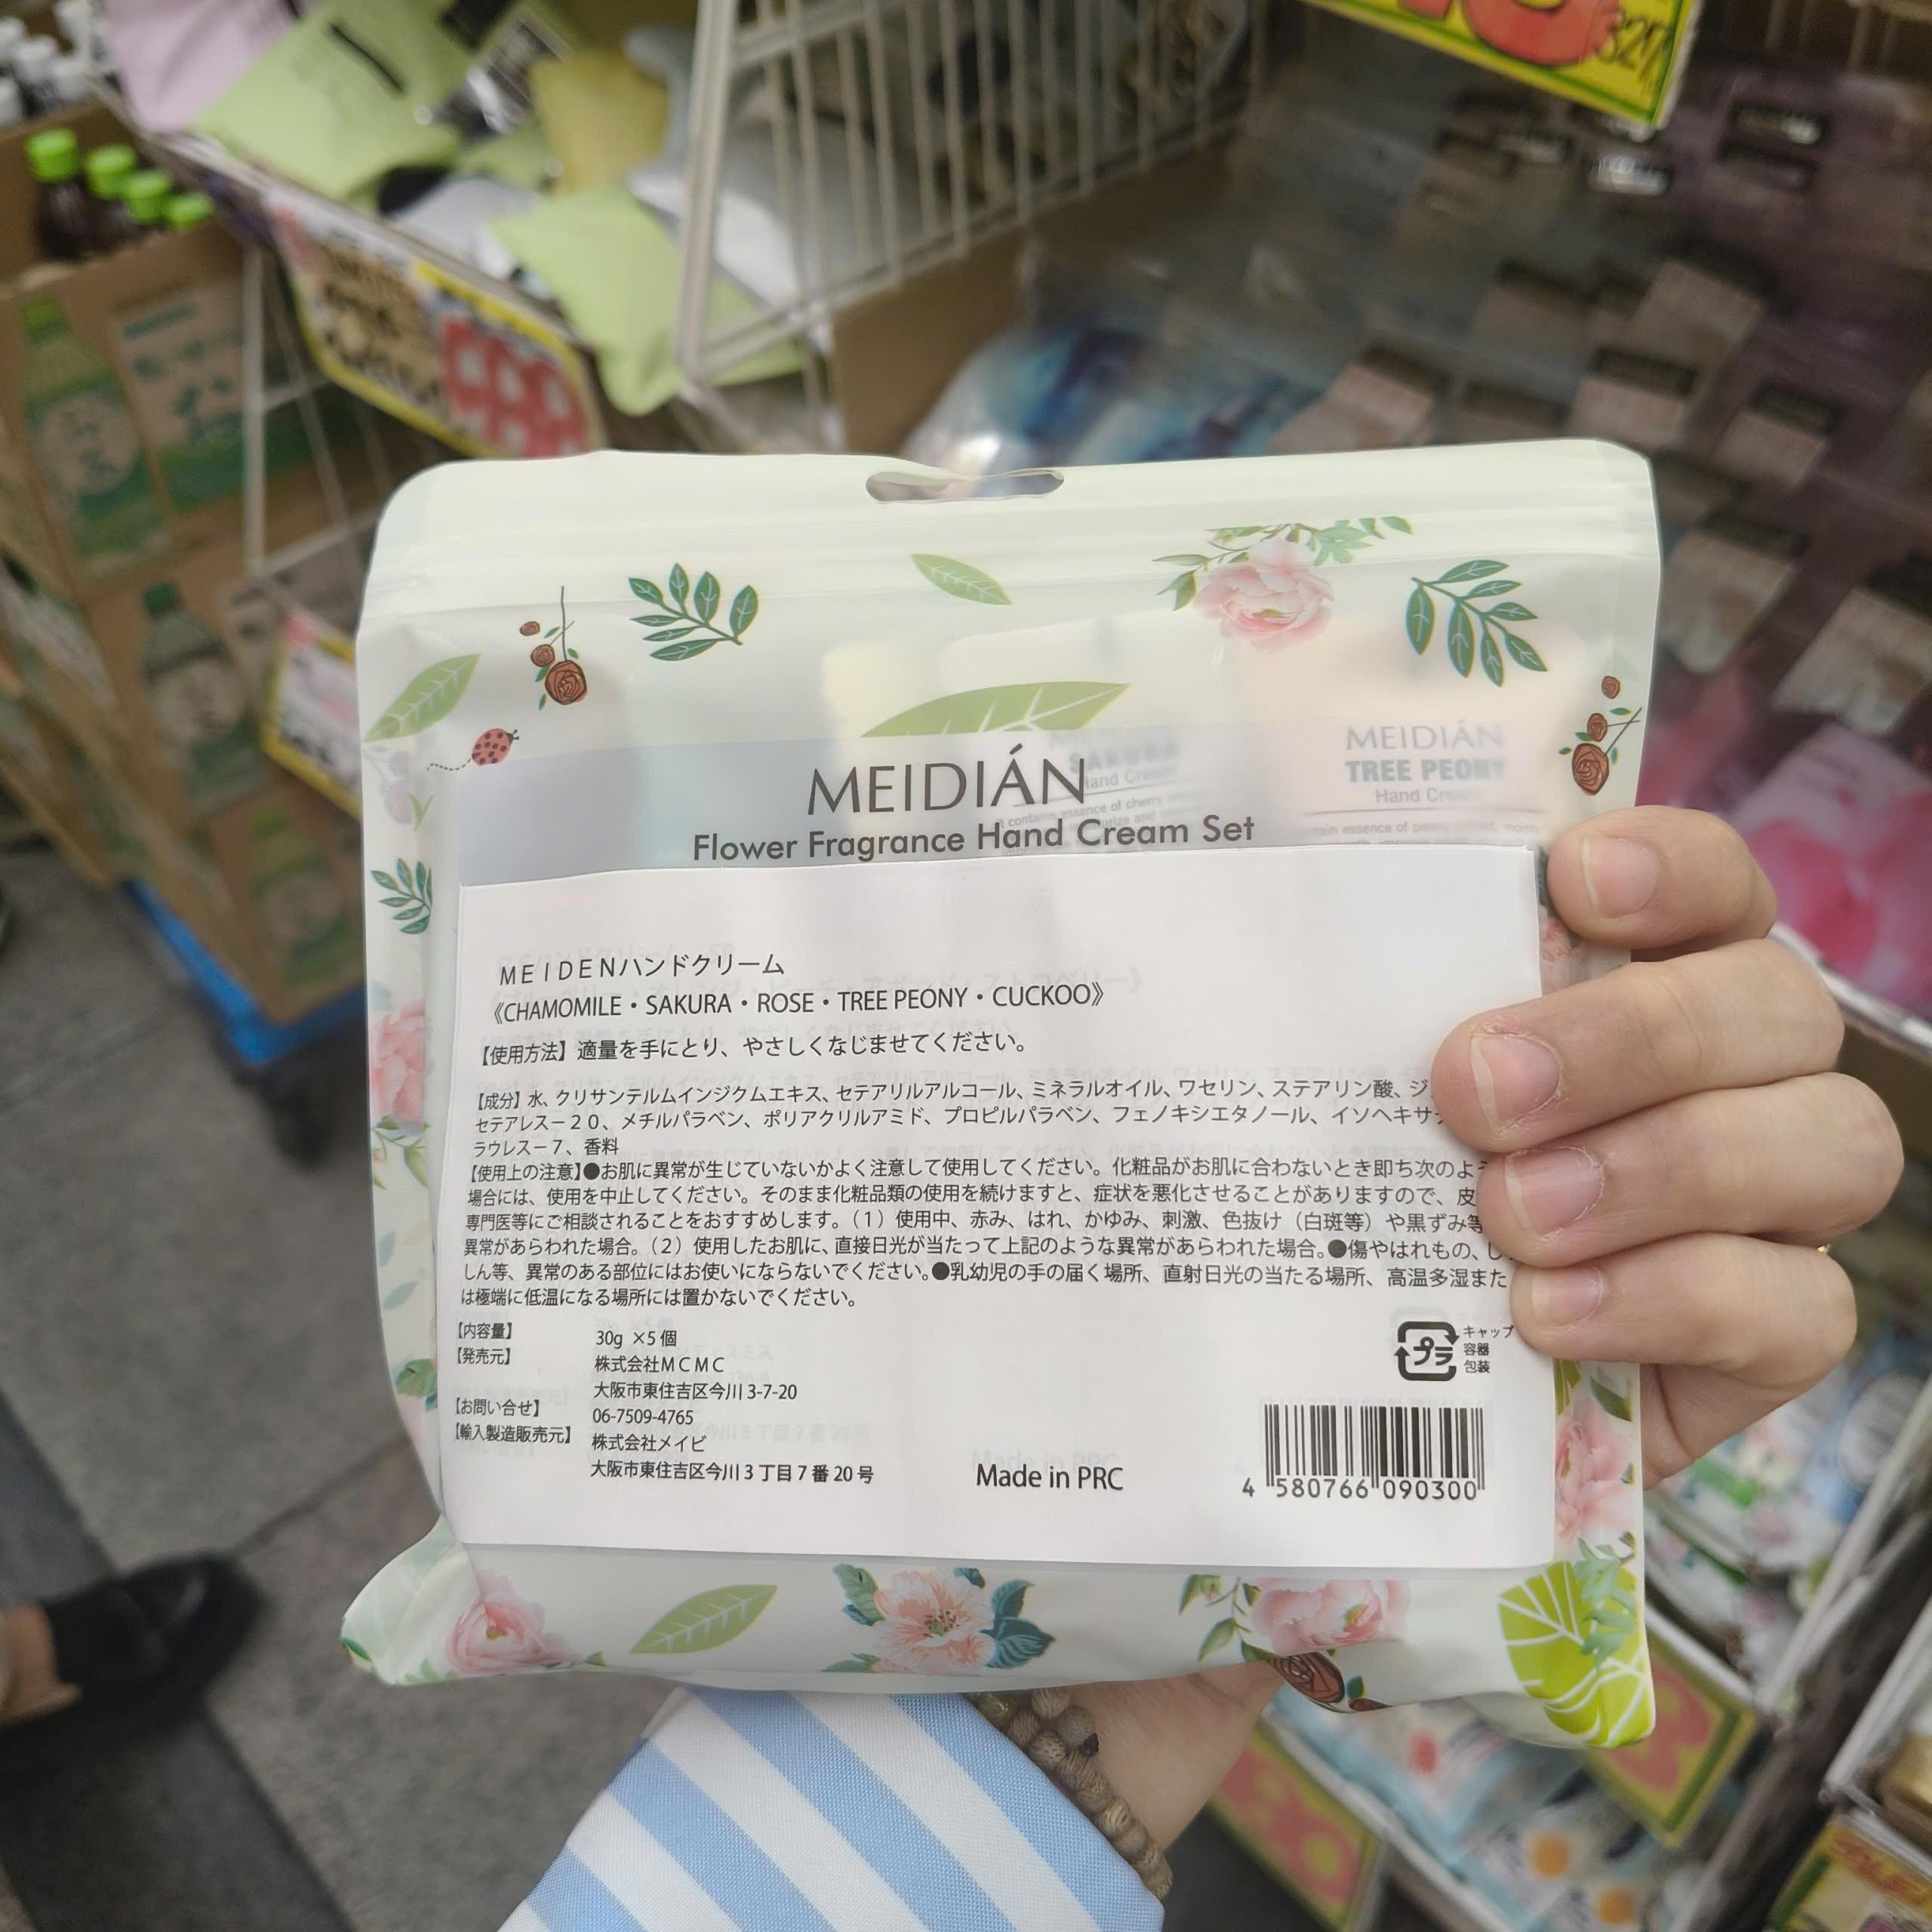 327
MEIDIÁN
SAKURA
Hand Cream
MEIDIÁN
TREE PEONY
Hand Cream
MEIDIÁN
Flower Fragrance Hand Cream Set
ＭＥＩＤＥＮハンドクリーム
《CHAMOMILE・SAKURA・ROSE・TREE PEONY・CUCKOO》
【使用方法】適量を手にとり、やさしくなじませてください。
【成分】水、クリサンテルムインジクムエキス、セテアリルアルコール、ミネラルオイル、ワセリン、ステアリン酸、ジ
セテアレス－２０、メチルパラベン、ポリアクリルアミド、プロピルパラベン、フェノキシエタノール、イソヘキサ
ラウレス－７、香料
【使用上の注意】●お肌に異常が生じていないかよく注意して使用してください。化粧品がお肌に合わないとき即ち次のよう
場合には、使用を中止してください。そのまま化粧品類の使用を続けますと、症状を悪化させることがありますので、皮
専門医等にご相談されることをおすすめします。（１）使用中、赤み、はれ、かゆみ、刺激、色抜け（白斑等）や黒ずみ等
異常があらわれた場合。（２）使用したお肌に、直接日光が当たって上記のような異常があらわれた場合。●傷やはれもの、し
しん等、異常のある部位にはお使いにならないでください。●乳幼児の手の届く場所、直射日光の当たる場所、高温多湿また
は極端に低温になる場所には置かないでください。
【内容量】 30g ×5個
【発売元】 株式会社ＭＣＭＣ
大阪市東住吉区今川3-7-20
【お問い合せ】 06-7509-4765
【輸入製造販売元】 株式会社メイビ
大阪市東住吉区今川３丁目７番20号
プラ
キャップ
容器
包装
Made in PRC
4 580766 090300